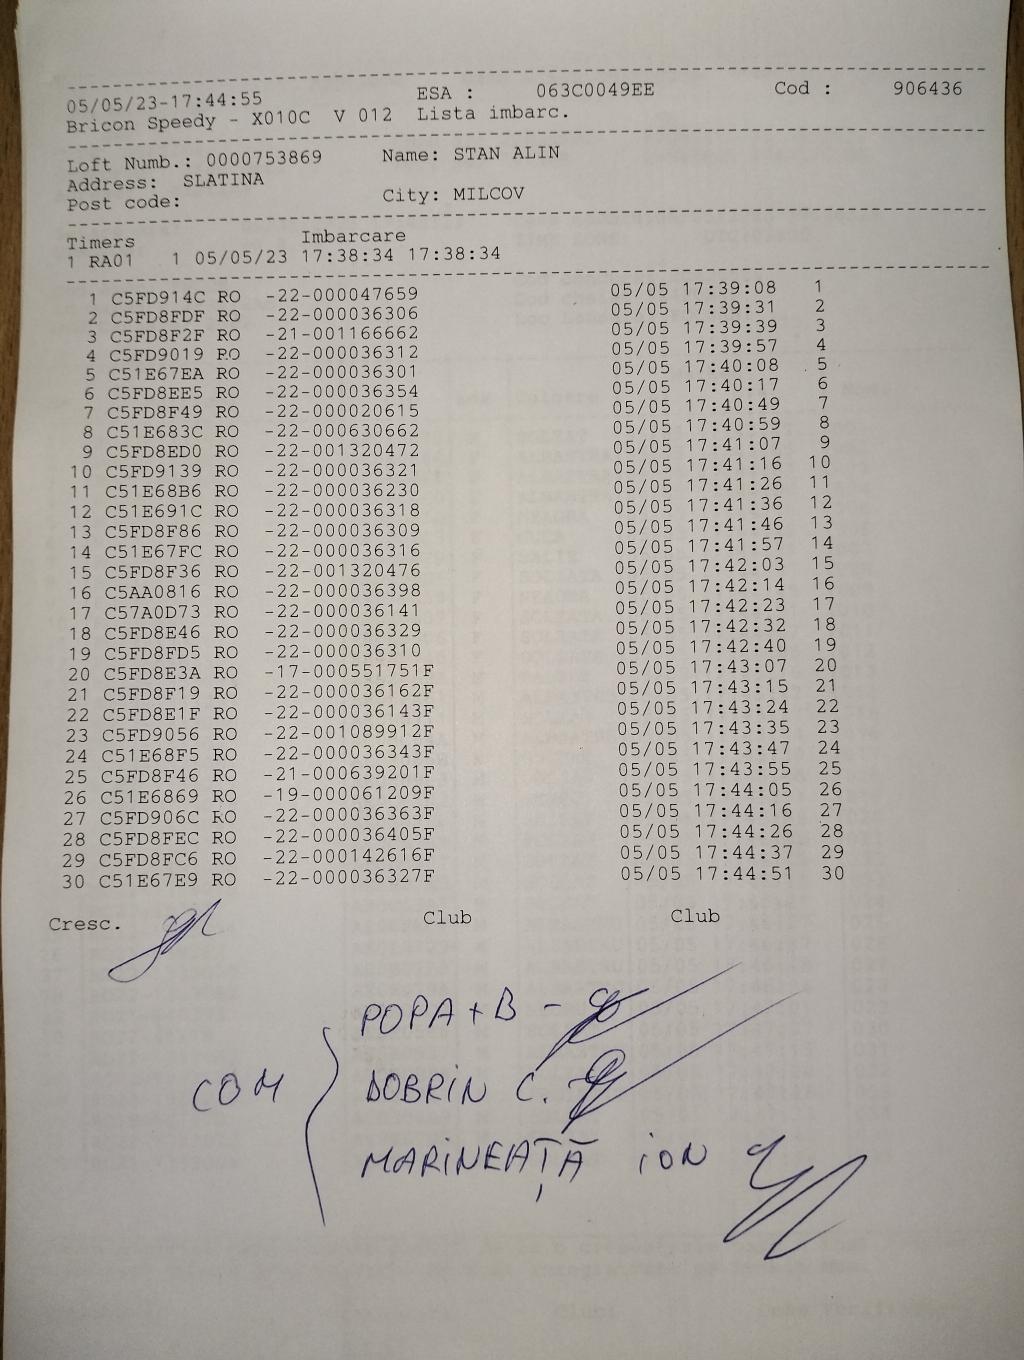 05/05/23-17:44:55 ESA : 063C0049EE Cod : 906436
Bricon Speedy - X010C V 012 Lista imbarc.
Loft Numb.: 0000753869 Name: STAN ALIN
Address: SLATINA
Post code: City: MILCOV
Timers Imbarcare
1 RA01 1 05/05/23 17:38:34 17:38:34
1 C5FD914C RO -22-000047659 05/05 17:39:08 1
2 C5FD8FDF RO -22-000036306 05/05 17:39:31 2
3 C5FD8F2F RO -21-001166662 05/05 17:39:39 3
4 C5FD9019 RO -22-000036312 05/05 17:39:57 4
5 C51E67EA RO -22-000036301 05/05 17:40:08 5
6 C5FD8EE5 RO -22-000036354 05/05 17:40:17 6
7 C5FD8F49 RO -22-000020615 05/05 17:40:49 7
8 C51E683C RO -22-000630662 05/05 17:40:59 8
9 C5FD8ED0 RO -22-001320472 05/05 17:41:07 9
10 C5FD9139 RO -22-000036321 05/05 17:41:16 10
11 C51E68B6 RO -22-000036230 05/05 17:41:26 11
12 C51E691C RO -22-000036318 05/05 17:41:36 12
13 C5FD8F86 RO -22-000036309 05/05 17:41:46 13
14 C51E67FC RO -22-000036316 05/05 17:41:57 14
15 C5FD8F36 RO -22-001320476 05/05 17:42:03 15
16 C5AA0816 RO -22-000036398 05/05 17:42:14 16
17 C57A0D73 RO -22-000036141 05/05 17:42:23 17
18 C5FD8E46 RO -22-000036329 05/05 17:42:32 18
19 C5FD8FD5 RO -22-000036310 05/05 17:42:40 19
20 C5FD8E3A RO -17-000551751F 05/05 17:43:07 20
21 C5FD8F19 RO -22-000036162F 05/05 17:43:15 21
22 C5FD8E1F RO -22-000036143F 05/05 17:43:24 22
23 C5FD9056 RO -22-001089912F 05/05 17:43:35 23
24 C51E68F5 RO -22-000036343F 05/05 17:43:47 24
25 C5FD8F46 RO -21-000639201F 05/05 17:43:55 25
26 C51E6869 RO -19-000061209F 05/05 17:44:05 26
27 C5FD906C RO -22-000036363F 05/05 17:44:16 27
28 C5FD8FEC RO -22-000036405F 05/05 17:44:26 28
29 C5FD8FC6 RO -22-000142616F 05/05 17:44:37 29
30 C51E67E9 RO -22-000036327F 05/05 17:44:51 30
Cresc. Club Club
POPA+B -
COM DOBRIN C.
MARINEAȚĂ ION